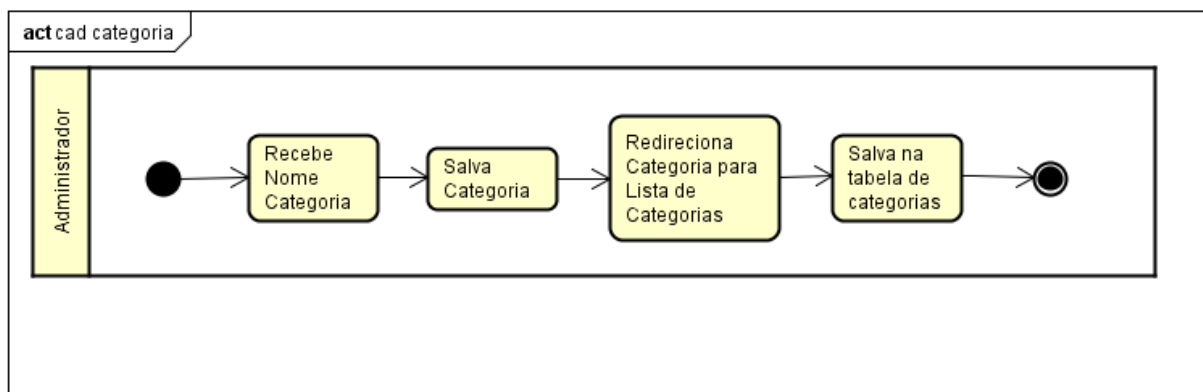 act cad categoria
Administrador
Recebe
Nome
Categoria
Salva
Categoria
Redireciona
Categoria para
Lista de
Categorias
Salva na
tabela de
categorias